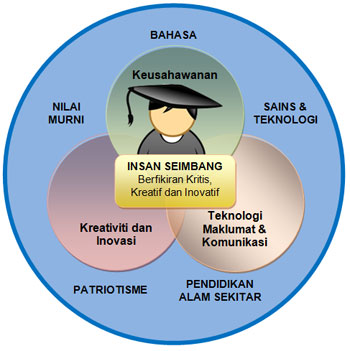 BAHASA
Keusahawanan
NILAI
MURNI
SAINS &
TEKNOLOGI
INSAN SEIMBANG
Berfikiran Kritis,
Kreatif dan Inovatif
Kreativiti dan
Inovasi
Teknologi
Maklumat &
Komunikasi
PATRIOTISME
PENDIDIKAN
ALAM SEKITAR